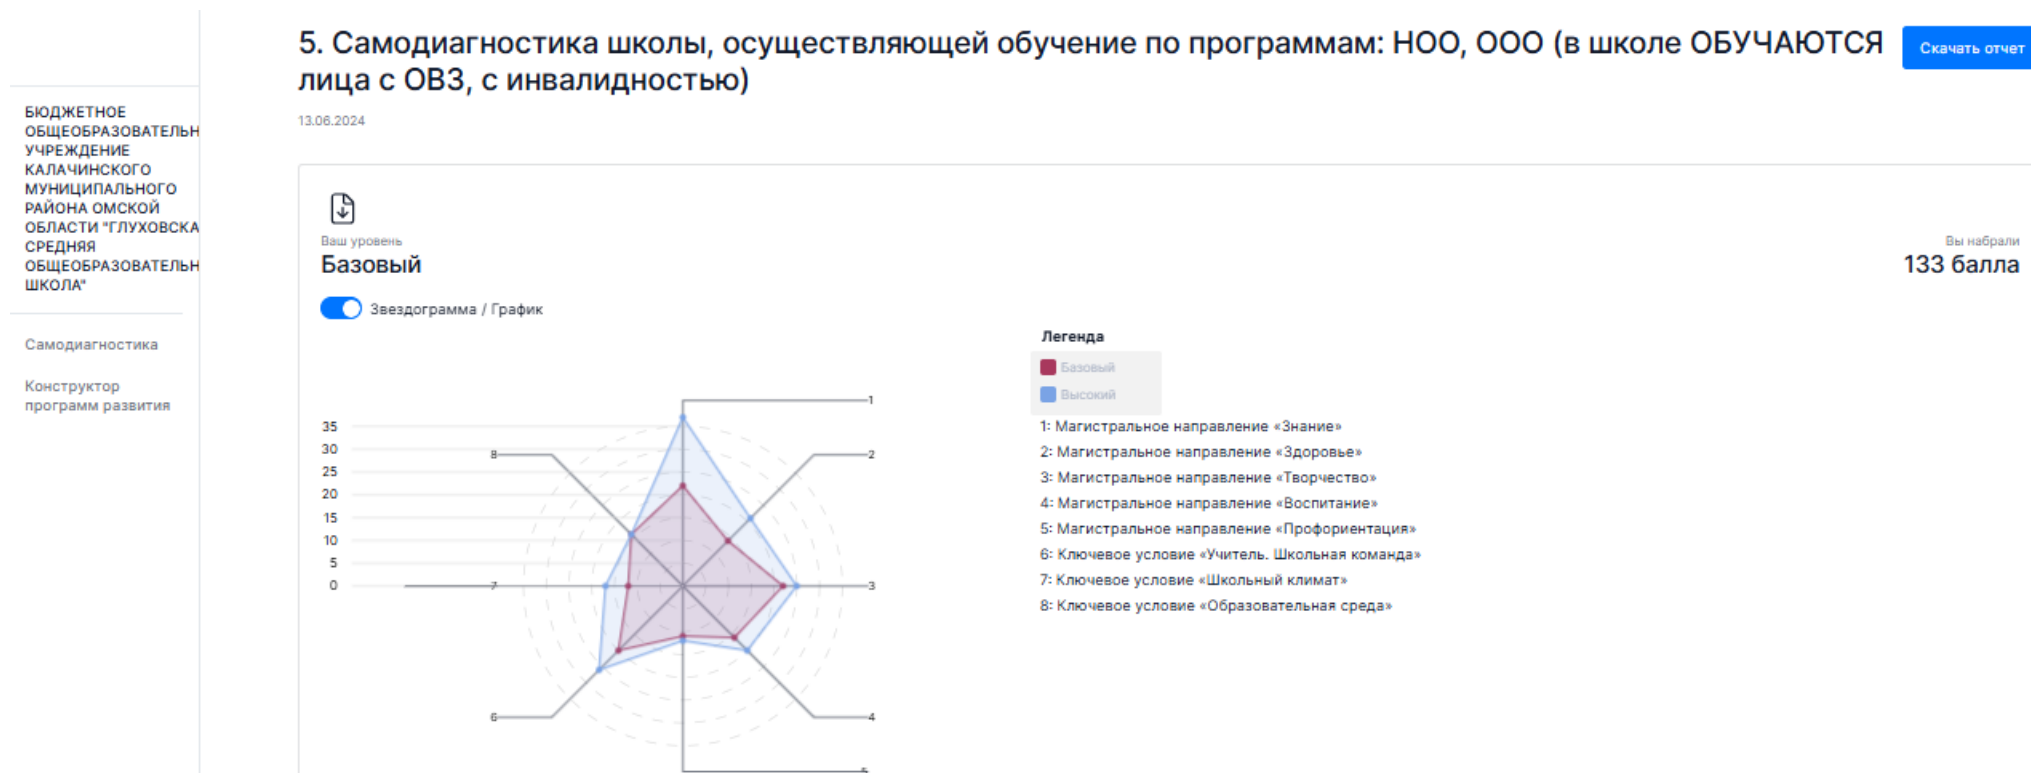 5. Самодиагностика школы, осуществляющей обучение по программам: НОО, ООО (в школе ОБУЧАЮТСЯ
лица с ОВЗ, с инвалидностью)
Скачать отчет
13.06.2024
БЮДЖЕТНОЕ
ОБЩЕОБРАЗОВАТЕЛЬН
УЧРЕЖДЕНИЕ
КАЛАЧИНСКОГО
МУНИЦИПАЛЬНОГО
РАЙОНА ОМСКОЙ
ОБЛАСТИ "ГЛУХОВСКА
СРЕДНЯЯ
ОБЩЕОБРАЗОВАТЕЛЬН
ШКОЛА"
Самодиагностика
Конструктор
программ развития
Ваш уровень
Базовый
Вы набрали
133 балла
Звездограмма / График
35
30
25
20
15
10
5
0
1
2
3
4
5
6
7
8
Легенда
Базовый
Высокий
1: Магистральное направление «Знание»
2: Магистральное направление «Здоровье»
3: Магистральное направление «Творчество»
4: Магистральное направление «Воспитание»
5: Магистральное направление «Профориентация»
6: Ключевое условие «Учитель. Школьная команда»
7: Ключевое условие «Школьный климат»
8: Ключевое условие «Образовательная среда»